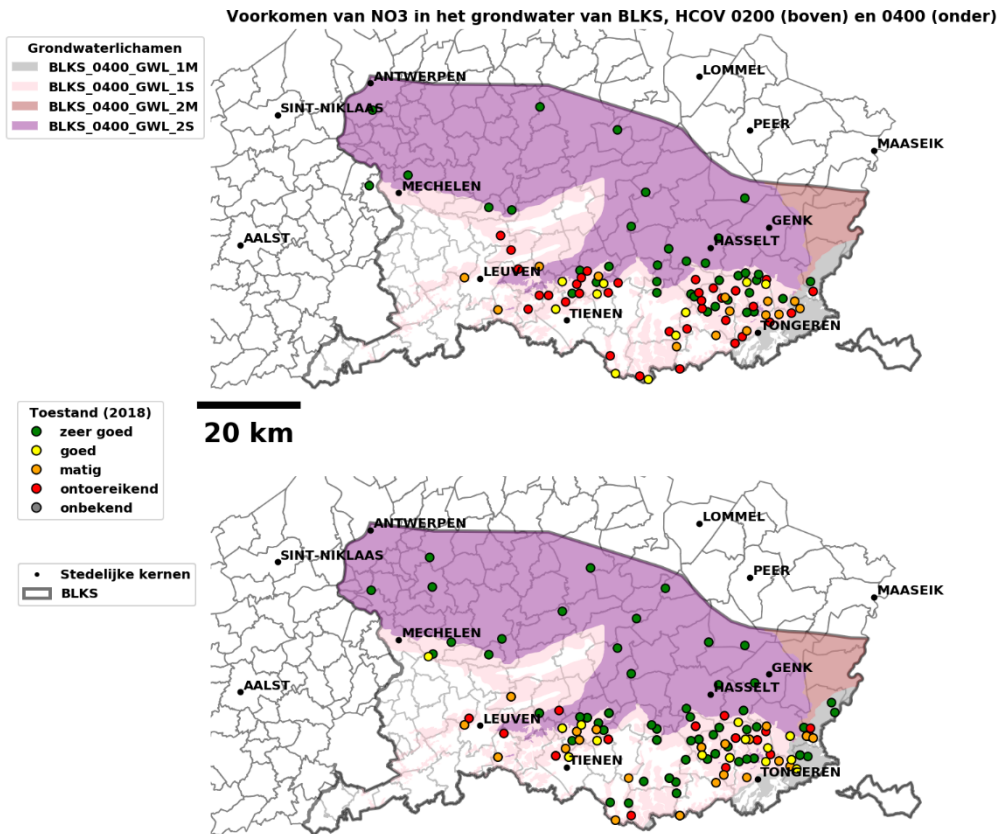 Voorkomen van NO3 in het grondwater van BLKS, HCOV 0200 (boven) en 0400 (onder)
Grondwaterlichamen
BLKS_0400_GWL_1M
BLKS_0400_GWL_1S
BLKS_0400_GWL_2M
BLKS_0400_GWL_2S
ANTWERPEN
LOMMEL
SINT-NIKLAAS
PEER
MAASEIK
MECHELEN
GENK
AALST
HASSELT
LEUVEN
TIENEN
TONGEREN
20 km
Toestand (2018)
zeer goed
goed
matig
ontoereikend
onbekend
Stedelijke kernen
BLKS
ANTWERPEN
LOMMEL
SINT-NIKLAAS
PEER
MAASEIK
MECHELEN
GENK
AALST
HASSELT
LEUVEN
TIENEN
TONGEREN